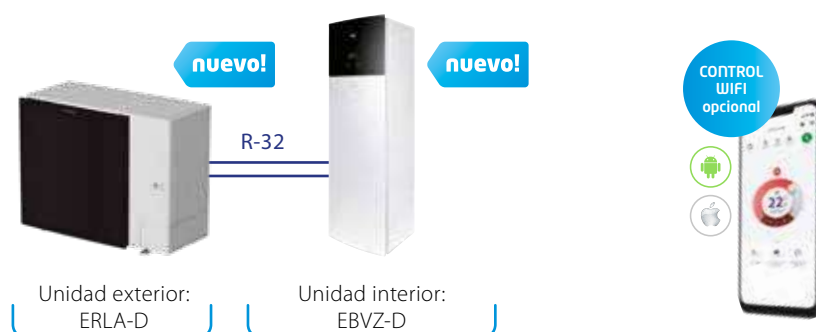 nuevo!
nuevo!
R-32
CONTROL
WIFI
opcional
22
Unidad exterior:
ERLA-D
Unidad interior:
EBVZ-D